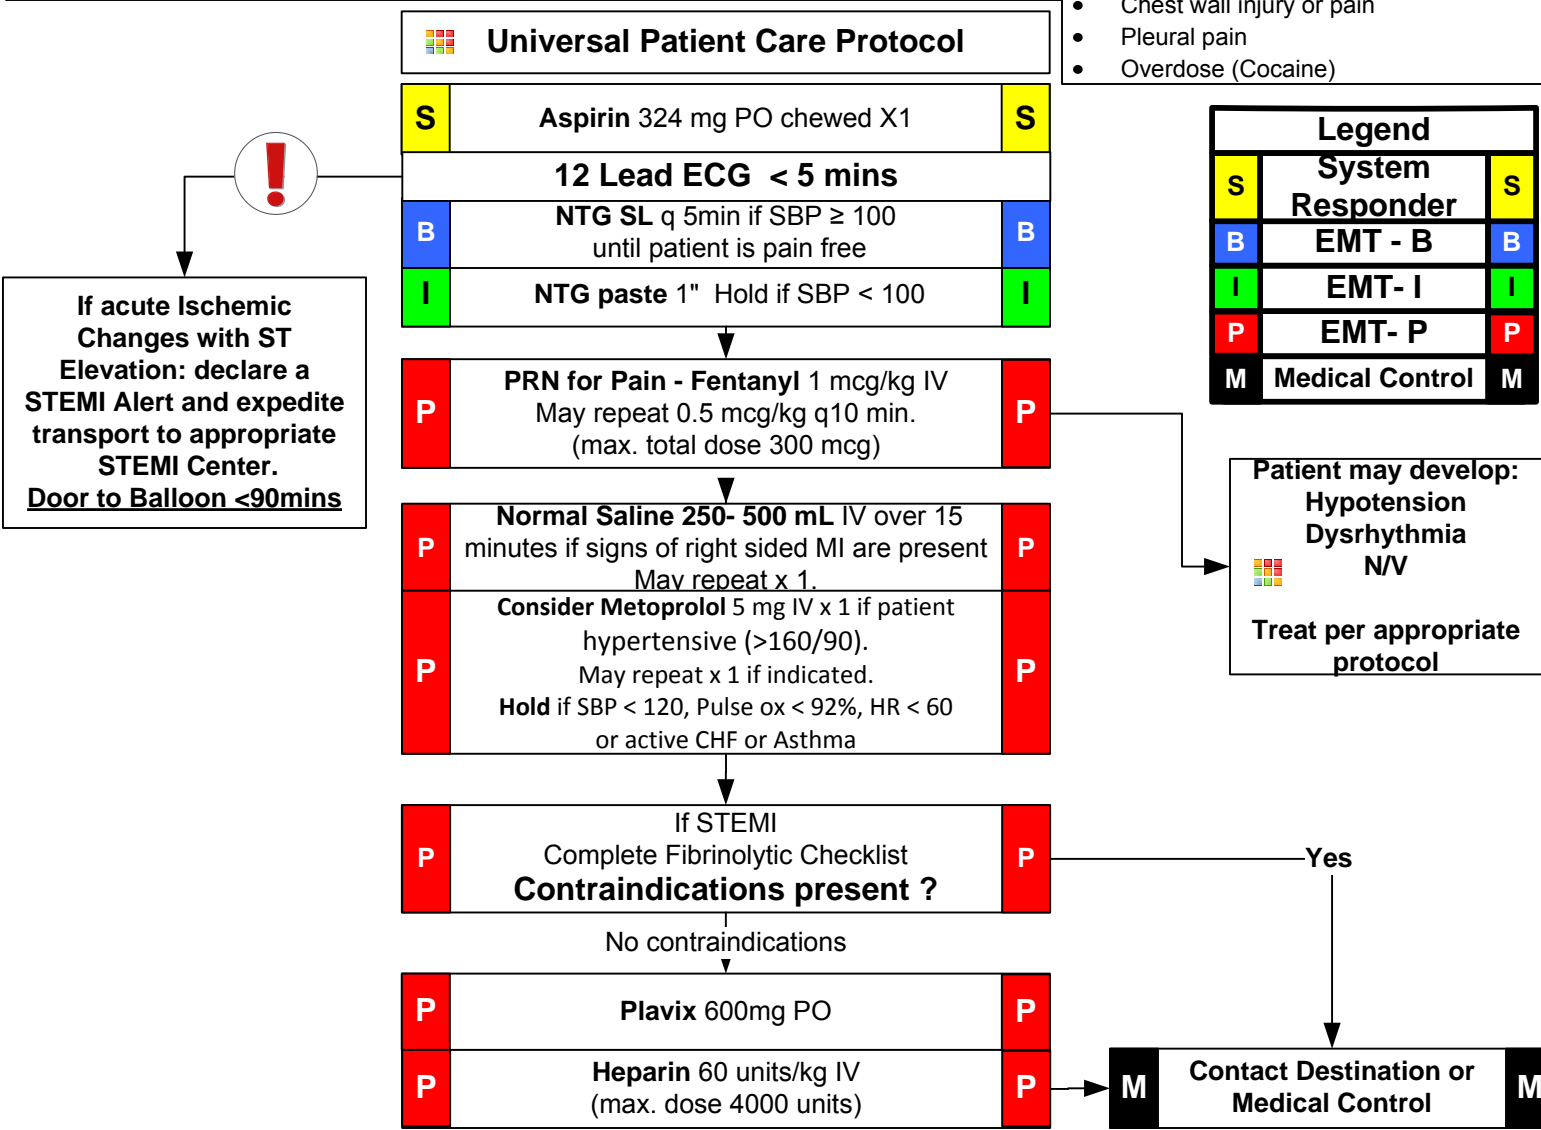 Chest wall injury or pain
• Pleural pain
• Overdose (Cocaine)
Universal Patient Care Protocol
S Aspirin 324 mg PO chewed X1 S
12 Lead ECG < 5 mins
B NTG SL q 5min if SBP ≥ 100 B
until patient is pain free
I NTG paste 1" Hold if SBP < 100 I
!
If acute Ischemic
Changes with ST
Elevation: declare a
STEMI Alert and expedite
transport to appropriate
STEMI Center.
Door to Balloon <90mins
Legend
S System S
Responder
B EMT - B B
I EMT- I I
P EMT- P P
M Medical Control M
PRN for Pain - Fentanyl 1 mcg/kg IV
P May repeat 0.5 mcg/kg q10 min. P
(max. total dose 300 mcg)
Patient may develop:
Hypotension
Dysrhythmia
N/V
Treat per appropriate
protocol
Normal Saline 250- 500 mL IV over 15
P minutes if signs of right sided MI are present P
May repeat x 1.
Consider Metoprolol 5 mg IV x 1 if patient
hypertensive (>160/90).
P May repeat x 1 if indicated. P
Hold if SBP < 120, Pulse ox < 92%, HR < 60
or active CHF or Asthma
If STEMI
P Complete Fibrinolytic Checklist P
Contraindications present ?
Yes
No contraindications
P Plavix 600mg PO P
P Heparin 60 units/kg IV P
(max. dose 4000 units)
M Contact Destination or M
Medical Control